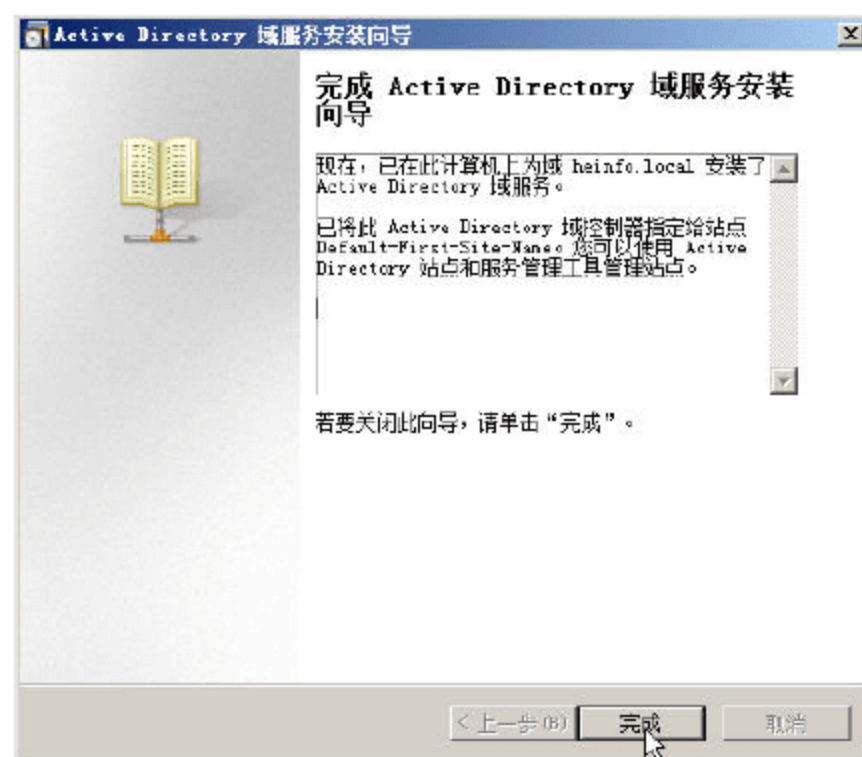 Active Directory 域服务安装向导
完成 Active Directory 域服务安装
向导
现在，已在此计算机上为域 heinfo.local 安装了
Active Directory 域服务。
已将此 Active Directory 域控制器指定给站点
Default-First-Site-Name。您可以使用 Active
Directory 站点和服务管理工具管理站点。
若要关闭此向导，请单击“完成”。
< 上一步(B)
完成
取消